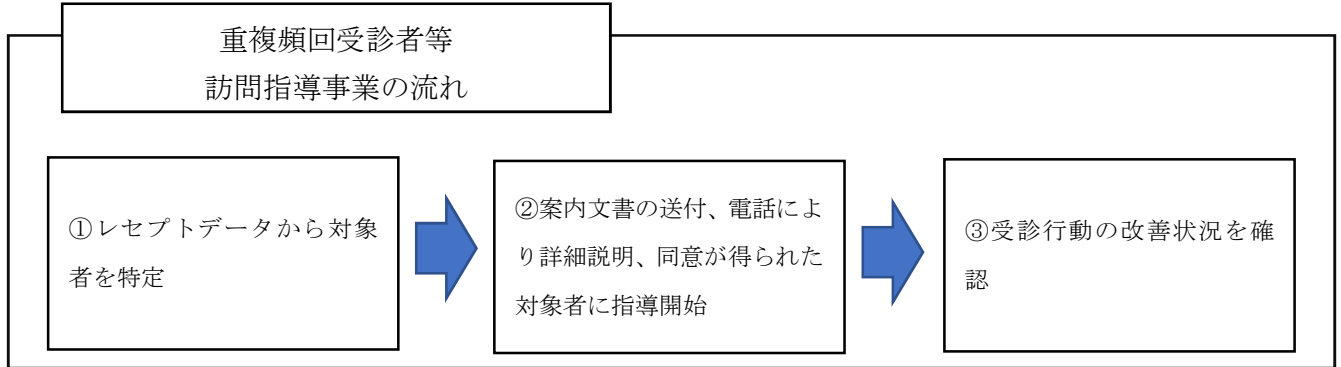 重複頻回受診者等
訪問指導事業の流れ
①レセプトデータから対象
者を特定
②案内文書の送付、電話によ
り詳細説明、同意が得られた
対象者に指導開始
③受診行動の改善状況を確
認